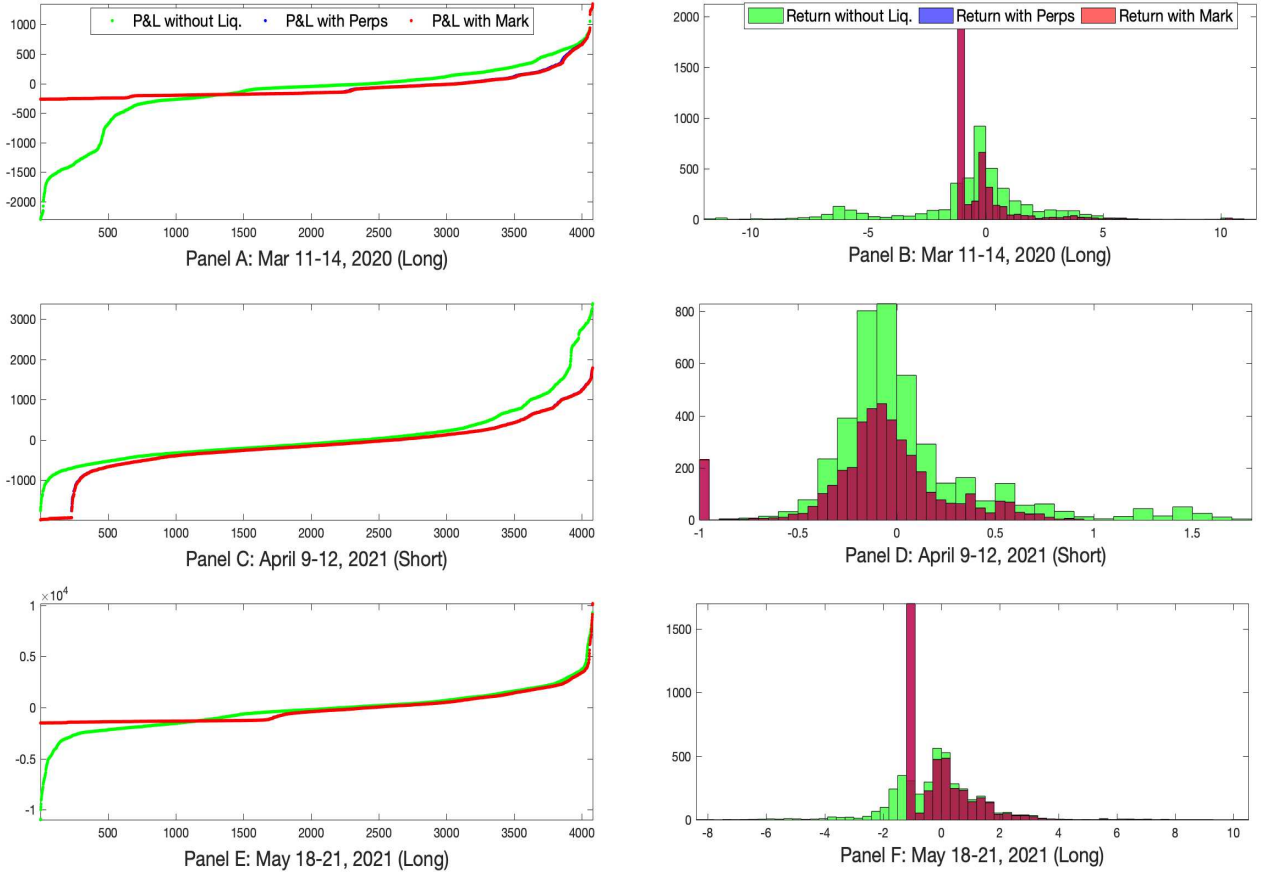 P&L without Liq. P&L with Perps P&L with Mark
1000
500
0
-500
-1000
-1500
-2000
500 1000 1500 2000 2500 3000 3500 4000
Panel A: Mar 11-14, 2020 (Long)
Return without Liq. Return with Perps Return with Mark
2000
1500
1000
500
0
-10 -5 0 5 10
Panel B: Mar 11-14, 2020 (Long)
3000
2000
1000
0
-1000
500 1000 1500 2000 2500 3000 3500 4000
Panel C: April 9-12, 2021 (Short)
800
600
400
200
0
-1 -0.5 0 0.5 1 1.5
Panel D: April 9-12, 2021 (Short)
×10⁴
1
0.5
0
-0.5
-1
500 1000 1500 2000 2500 3000 3500 4000
Panel E: May 18-21, 2021 (Long)
1500
1000
500
0
-8 -6 -4 -2 0 2 4 6 8 10
Panel F: May 18-21, 2021 (Long)